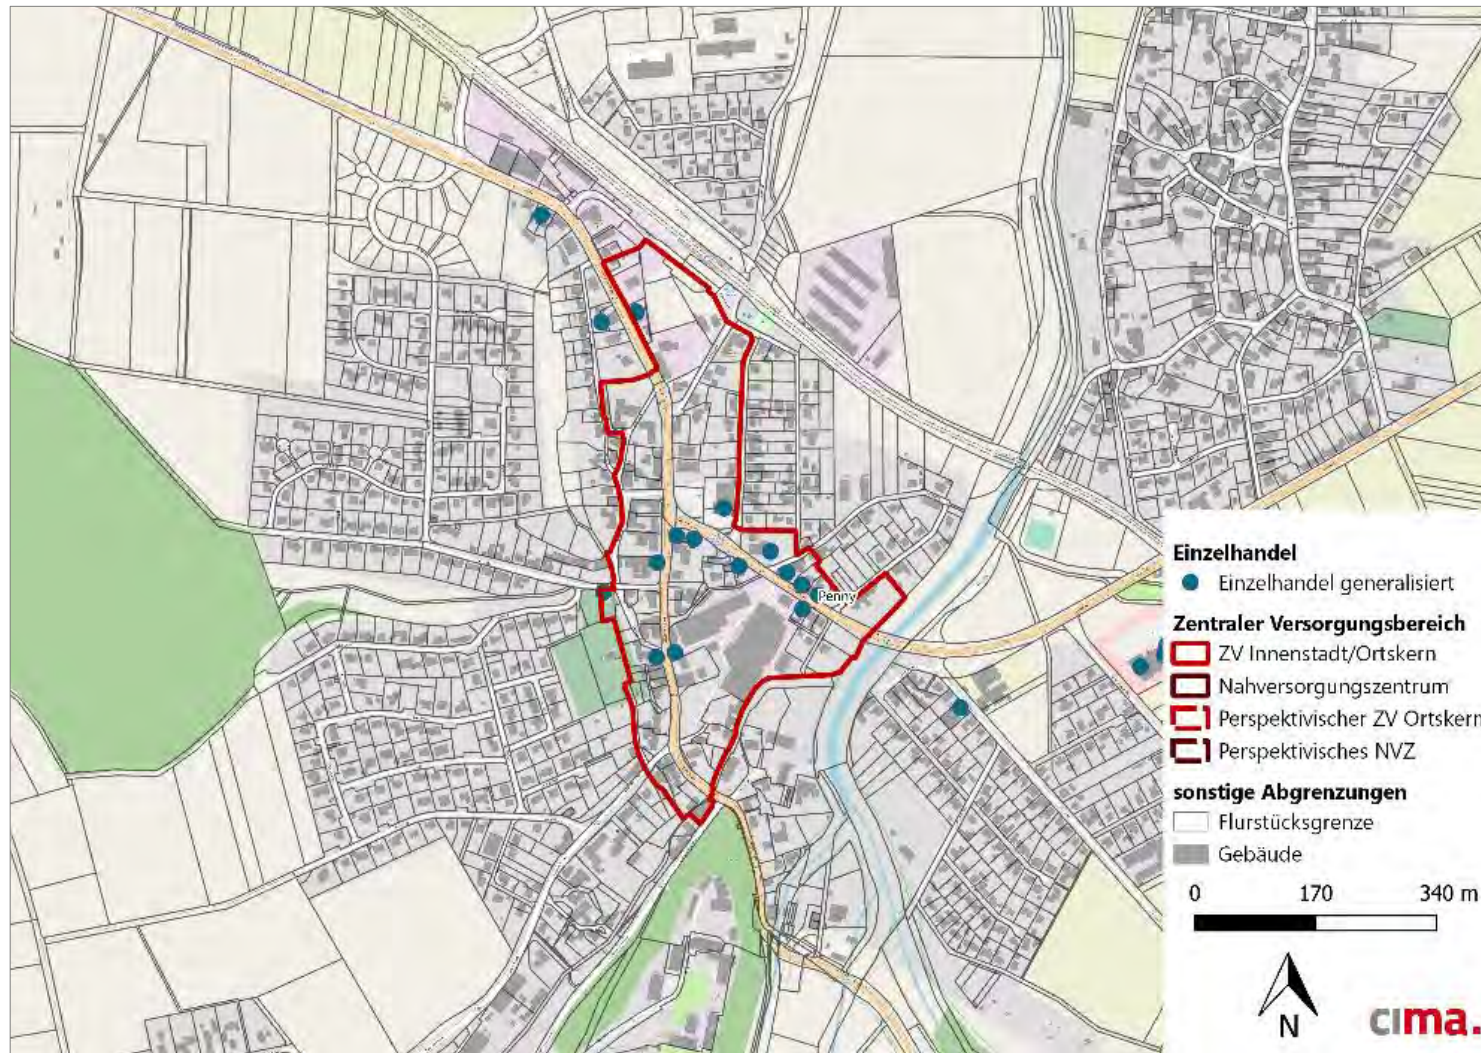 Penny
Einzelhandel
Einzelhandel generalisiert
Zentraler Versorgungsbereich
ZV Innenstadt/Ortskern
Nahversorgungszentrum
Perspektivischer ZV Ortskern
Perspektivisches NVZ
sonstige Abgrenzungen
Flurstücksgrenze
Gebäude
0 170 340 m
N
cima.